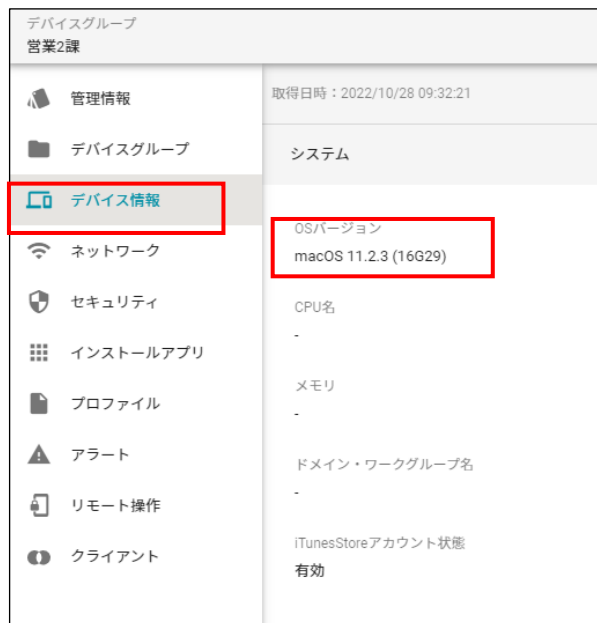 デバイスグループ
営業2課
管理情報
デバイスグループ
デバイス情報
ネットワーク
セキュリティ
インストールアプリ
プロファイル
アラート
リモート操作
クライアント
取得日時：2022/10/28 09:32:21
システム
OSバージョン
macOS 11.2.3 (16G29)
CPU名
-
メモリ
-
ドメイン・ワークグループ名
-
iTunesStoreアカウント状態
有効